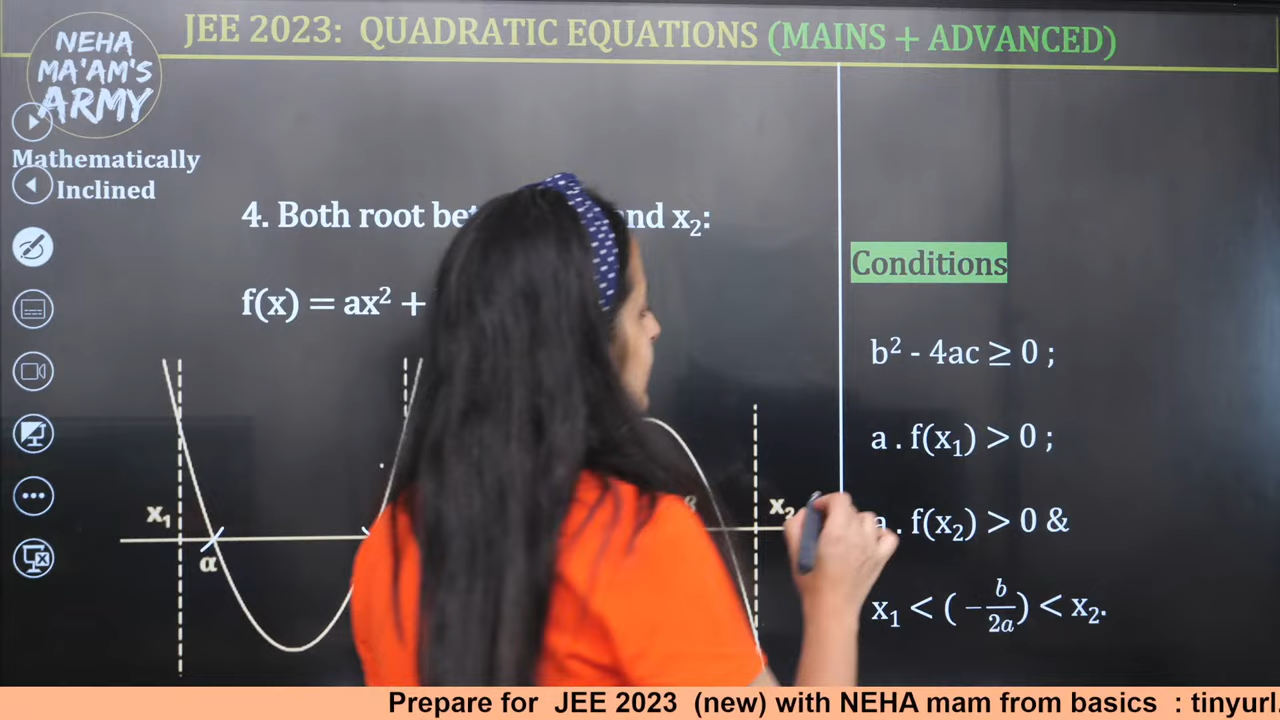 JEE 2023: QUADRATIC EQUATIONS (MAINS + ADVANCED)
NEHA
MA'AM'S
ARMY
Mathematically
Inclined
4. Both root bet nd x₂:
f(x) = ax² +
x₁
α
β
x₂
Conditions
b² - 4ac ≥ 0 ;
a . f(x₁) > 0 ;
a . f(x₂) > 0 &
x₁ < (−b/2a) < x₂.
Prepare for JEE 2023 (new) with NEHA mam from basics : tinyurl.